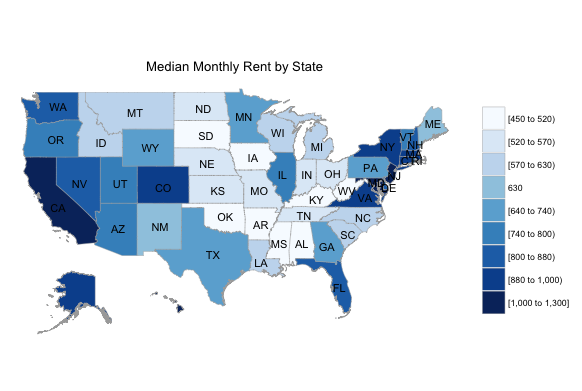 Median Monthly Rent by State
WA
MT
ND
MN
ME
OR
ID
SD
WI
VT
NH
WY
MI
NY
MA
CT
RI
NE
IA
PA
NJ
NV
UT
CO
IL
IN
OH
MD
DE
KS
MO
WV
VA
CA
KY
AZ
NM
OK
AR
TN
NC
SC
TX
MS
AL
GA
LA
FL
[450 to 520)
[520 to 570)
[570 to 630)
630
[640 to 740)
[740 to 800)
[800 to 880)
[880 to 1,000)
[1,000 to 1,300]